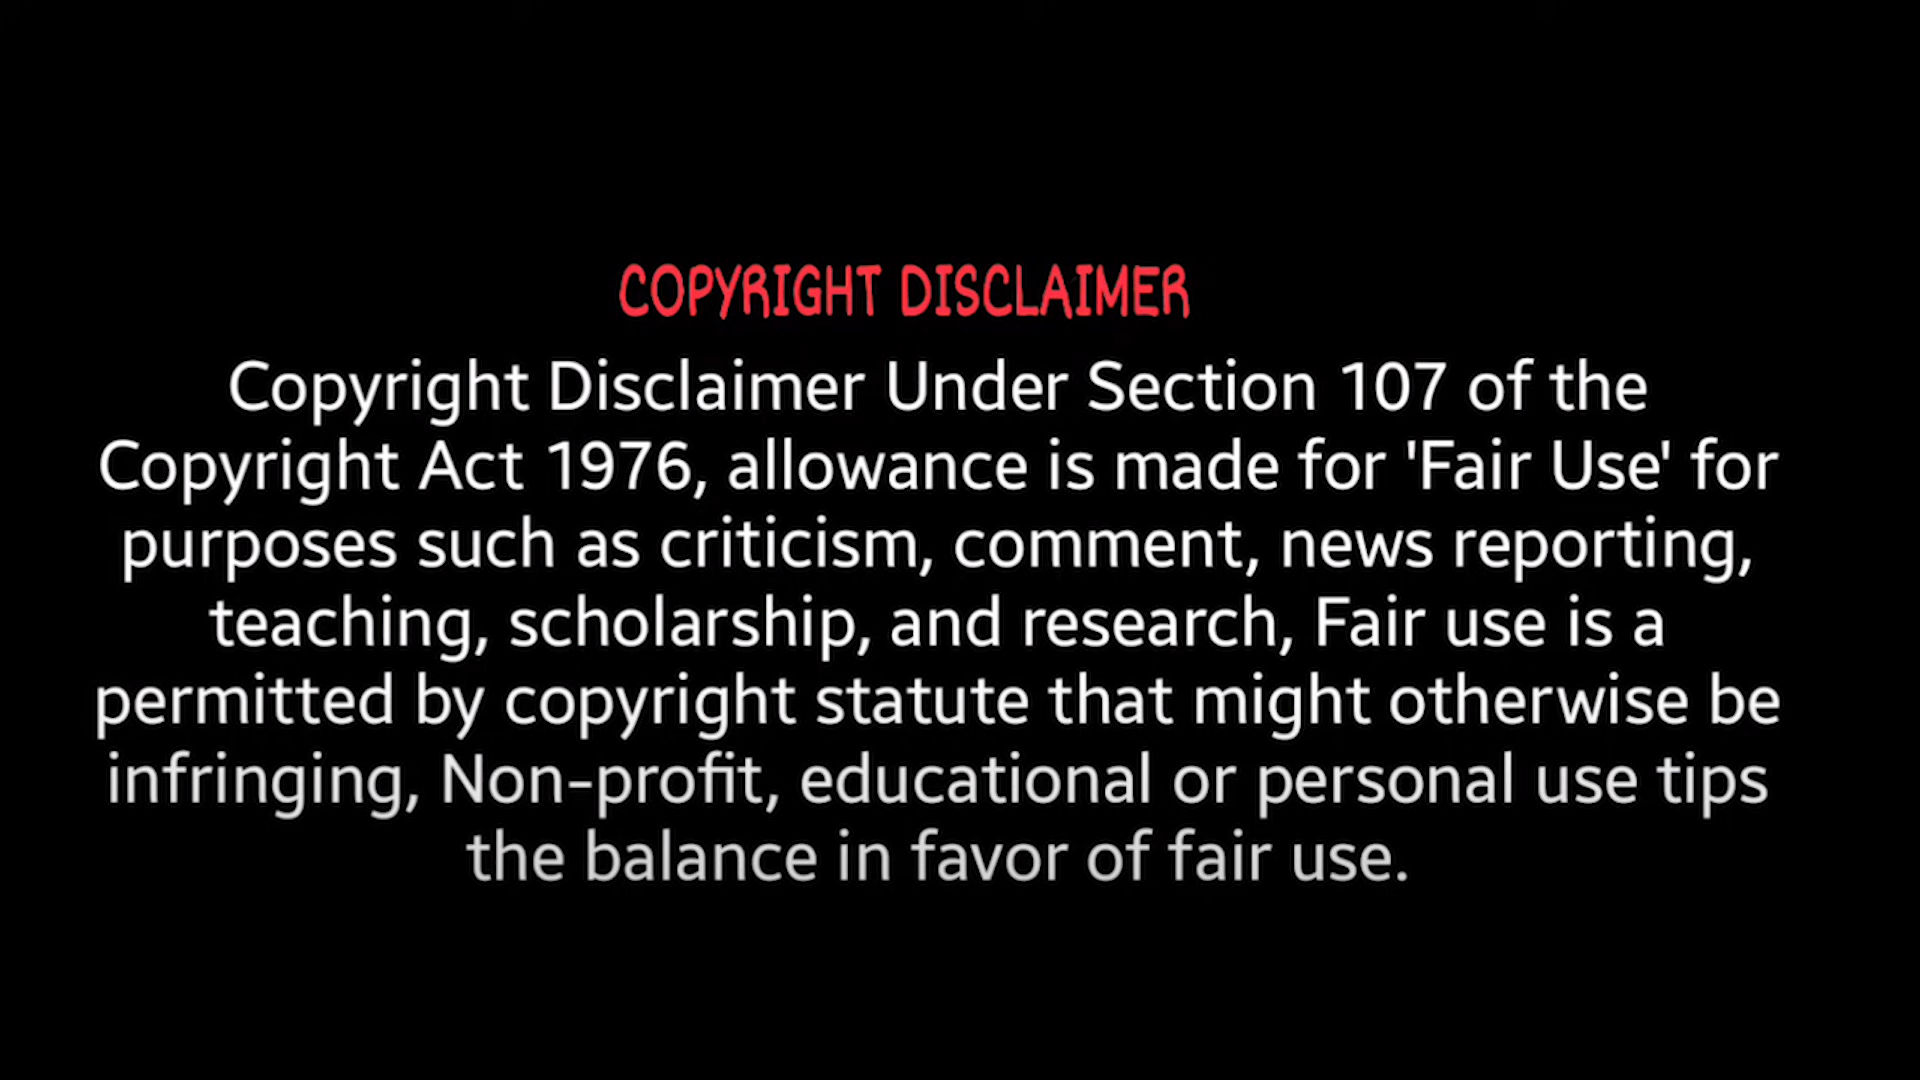 COPYRIGHT DISCLAIMER
Copyright Disclaimer Under Section 107 of the
Copyright Act 1976, allowance is made for 'Fair Use' for
purposes such as criticism, comment, news reporting,
teaching, scholarship, and research, Fair use is a
permitted by copyright statute that might otherwise be
infringing, Non-profit, educational or personal use tips
the balance in favor of fair use.